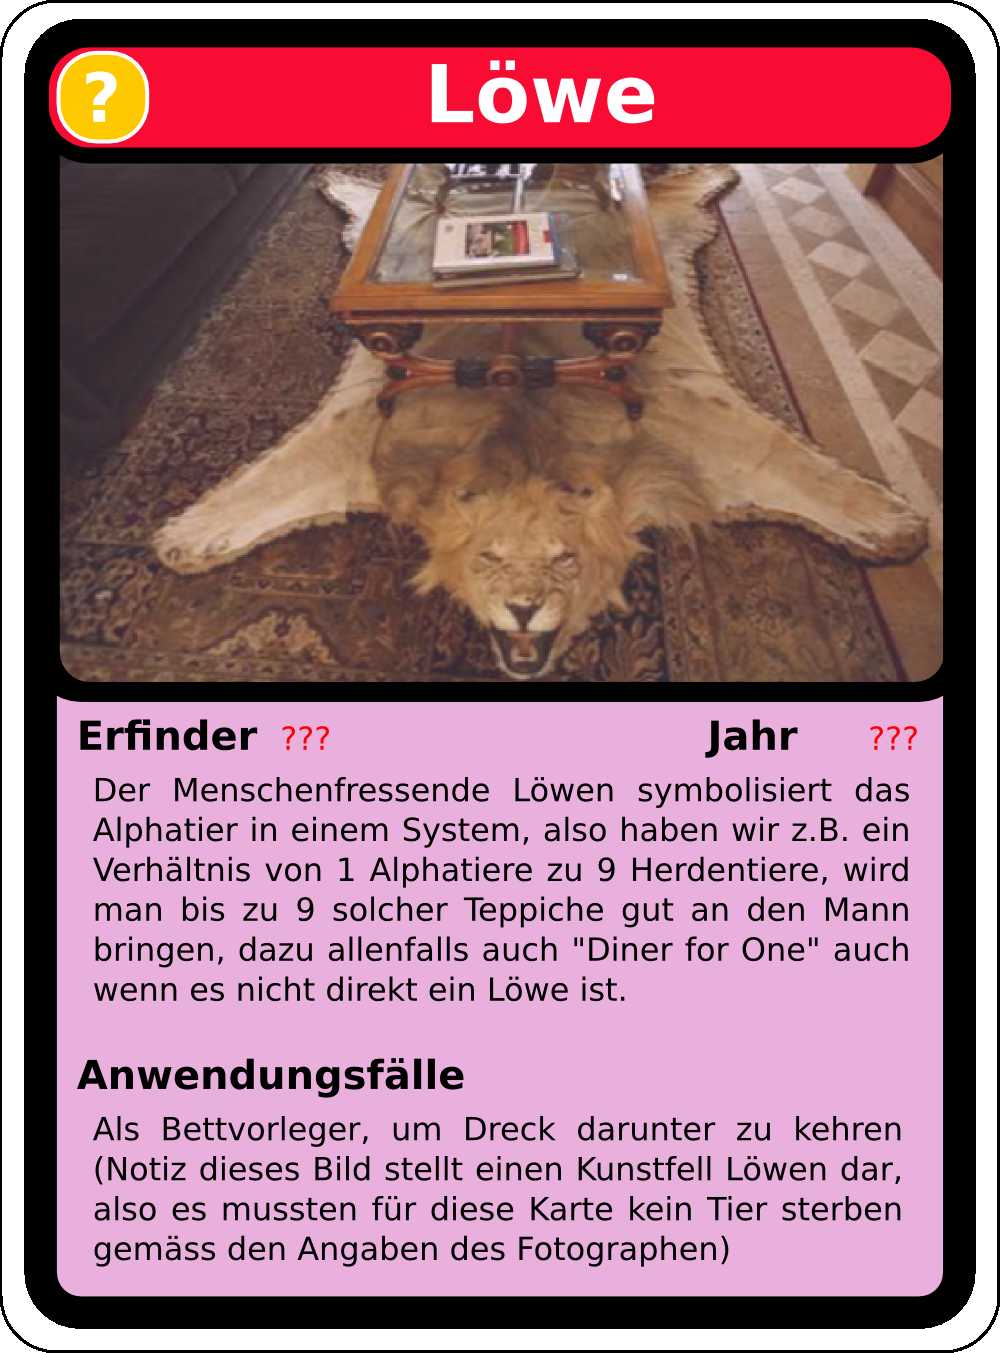 ?
Löwe
Erfinder ??? Jahr ???
Der Menschenfressende Löwen symbolisiert das
Alphatier in einem System, also haben wir z.B. ein
Verhältnis von 1 Alphatiere zu 9 Herdentiere, wird
man bis zu 9 solcher Teppiche gut an den Mann
bringen, dazu allenfalls auch "Diner for One" auch
wenn es nicht direkt ein Löwe ist.
Anwendungsfälle
Als Bettvorleger, um Dreck darunter zu kehren
(Notiz dieses Bild stellt einen Kunstfell Löwen dar,
also es mussten für diese Karte kein Tier sterben
gemäss den Angaben des Fotographen)